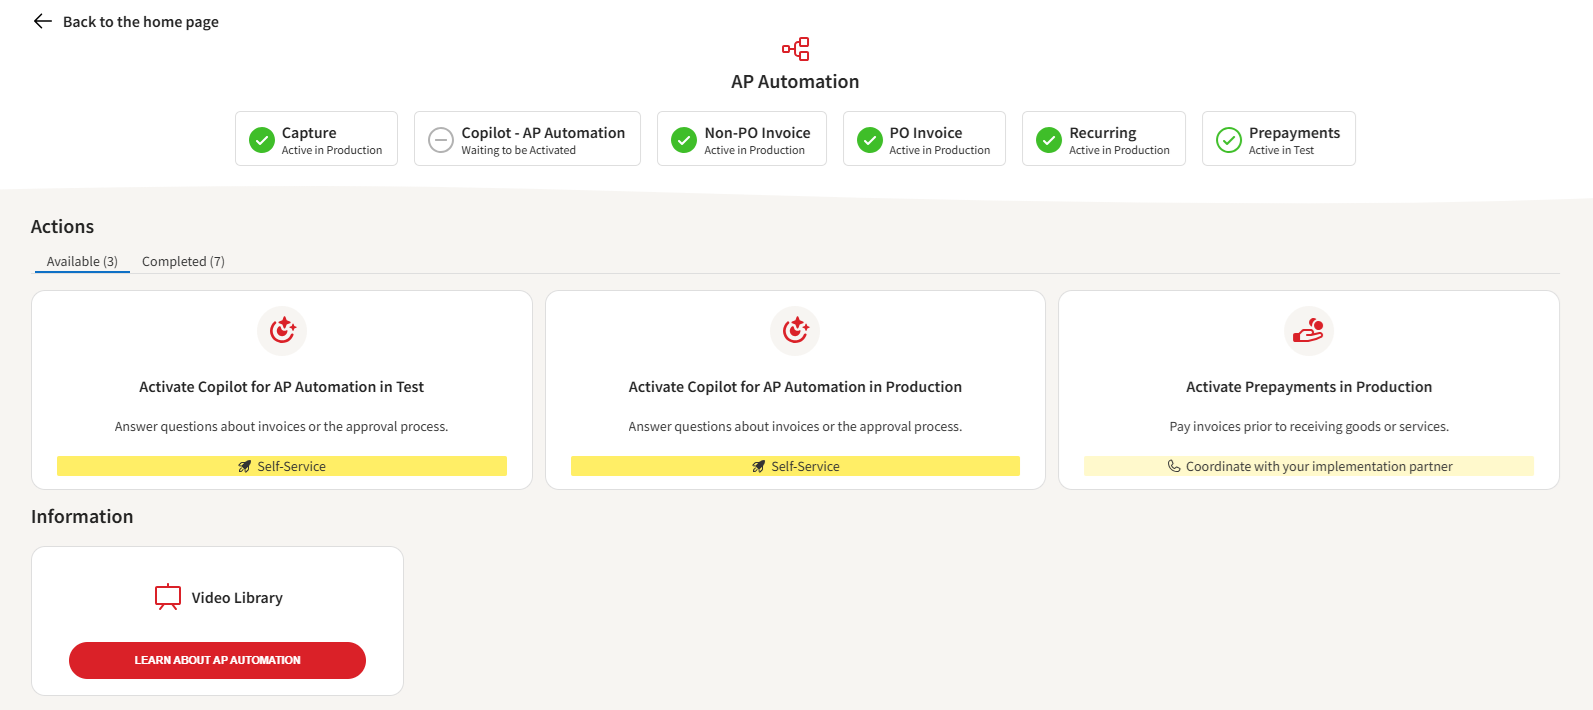 Back to the home page
AP Automation
Capture
Active in Production
Copilot - AP Automation
Waiting to be Activated
Non-PO Invoice
Active in Production
PO Invoice
Active in Production
Recurring
Active in Production
Prepayments
Active in Test
Actions
Available (3)
Completed (7)
Activate Copilot for AP Automation in Test
Answer questions about invoices or the approval process.
Self-Service
Activate Copilot for AP Automation in Production
Answer questions about invoices or the approval process.
Self-Service
Activate Prepayments in Production
Pay invoices prior to receiving goods or services.
Coordinate with your implementation partner
Information
Video Library
LEARN ABOUT AP AUTOMATION